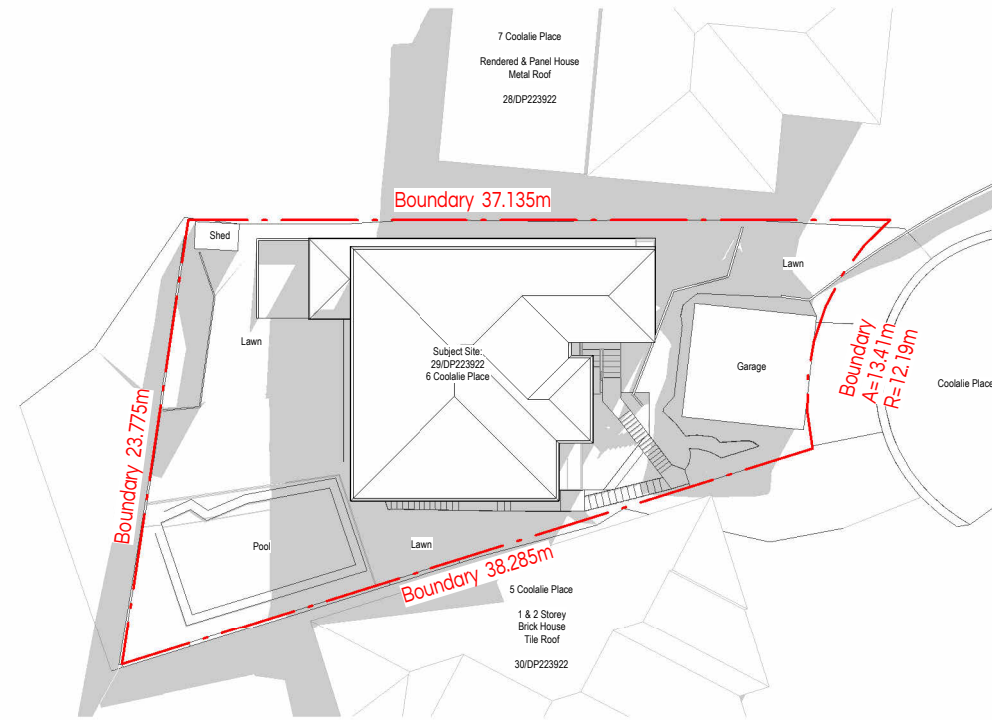 7 Coolalie Place
Rendered & Panel House
Metal Roof
28/DP223922
Boundary 37.135m
Shed
Lawn
Lawn
Subject Site:
29/DP223922
6 Coolalie Place
Garage
Boundary
A=13.41m
R=12.19m
Coolalie Place
Boundary 23.775m
Pool
Lawn
Boundary 38.285m
5 Coolalie Place
1 & 2 Storey
Brick House
Tile Roof
30/DP223922